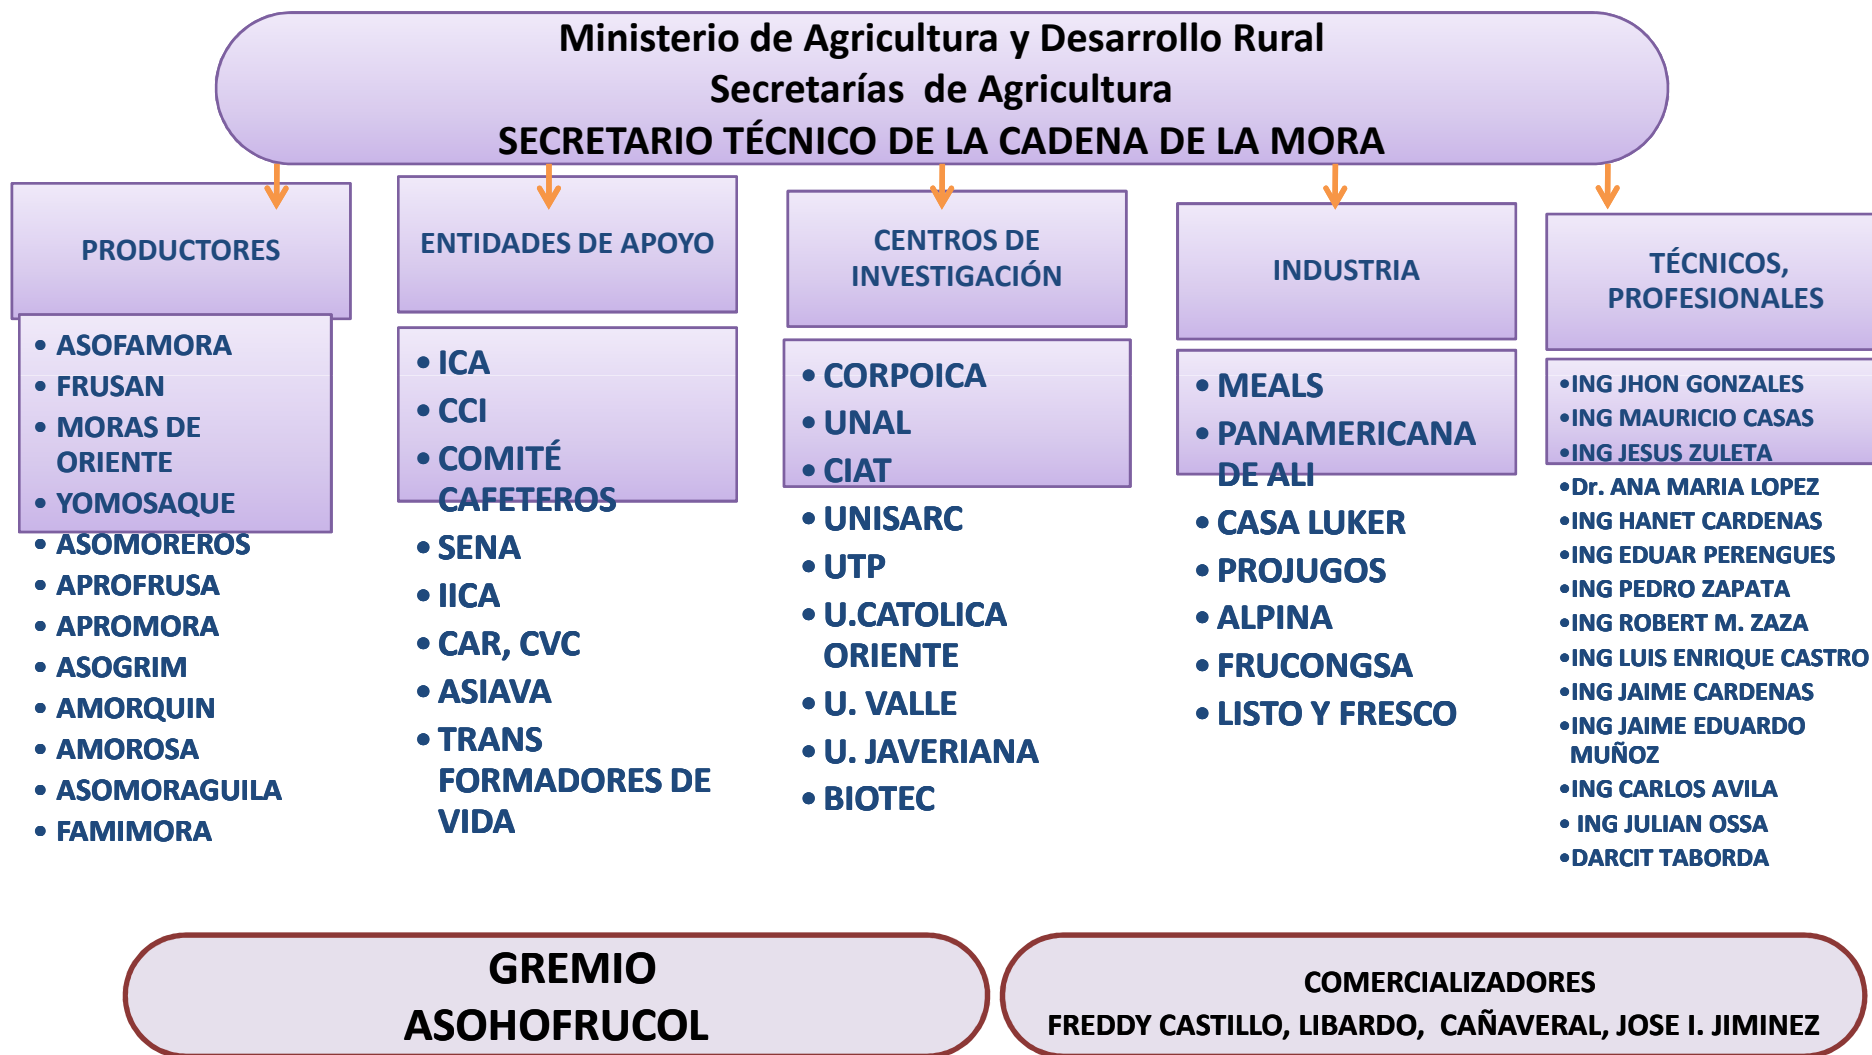 Ministerio de Agricultura y Desarrollo Rural
Secretarías de Agricultura
SECRETARIO TÉCNICO DE LA CADENA DE LA MORA
PRODUCTORES
• ASOFAMORA
• FRUSAN
• MORAS DE
ORIENTE
• YOMOSAQUE
• ASOMOREROS
• APROFRUSA
• APROMORA
• ASOGRIM
• AMORQUIN
• AMOROSA
• ASOMORAGUILA
• FAMIMORA
ENTIDADES DE APOYO
• ICA
• CCI
• COMITÉ
CAFETEROS
• SENA
• IICA
• CAR, CVC
• ASIAVA
• TRANS
FORMADORES DE
VIDA
CENTROS DE
INVESTIGACIÓN
• CORPOICA
• UNAL
• CIAT
• UNISARC
• UTP
• U.CATOLICA
ORIENTE
• U. VALLE
• U. JAVERIANA
• BIOTEC
INDUSTRIA
• MEALS
• PANAMERICANA
DE ALI
• CASA LUKER
• PROJUGOS
• ALPINA
• FRUCONGSA
• LISTO Y FRESCO
TÉCNICOS,
PROFESIONALES
•ING JHON GONZALES
•ING MAURICIO CASAS
•ING JESUS ZULETA
•Dr. ANA MARIA LOPEZ
•ING HANET CARDENAS
•ING EDUAR PERENGUES
•ING PEDRO ZAPATA
•ING ROBERT M. ZAZA
•ING LUIS ENRIQUE CASTRO
•ING JAIME CARDENAS
•ING JAIME EDUARDO
MUÑOZ
•ING CARLOS AVILA
• ING JULIAN OSSA
•DARCIT TABORDA
GREMIO
ASOHOFRUCOL
COMERCIALIZADORES
FREDDY CASTILLO, LIBARDO, CAÑAVERAL, JOSE I. JIMINEZ